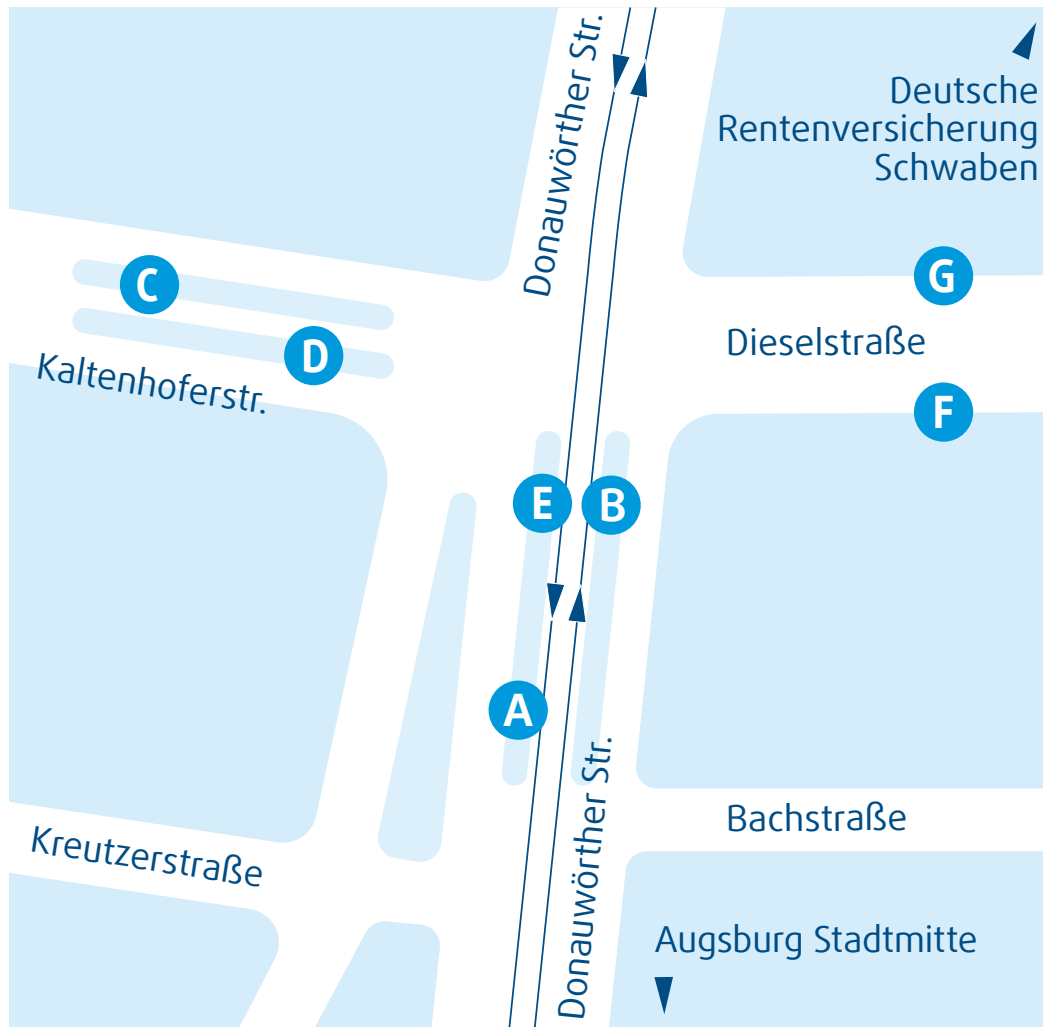 Donauwörther Str.
Deutsche
Rentenversicherung
Schwaben
C
G
D
Dieselstraße
Kaltenhoferstr.
F
E
B
A
Donauwörther Str.
Bachstraße
Kreutzerstraße
Augsburg Stadtmitte